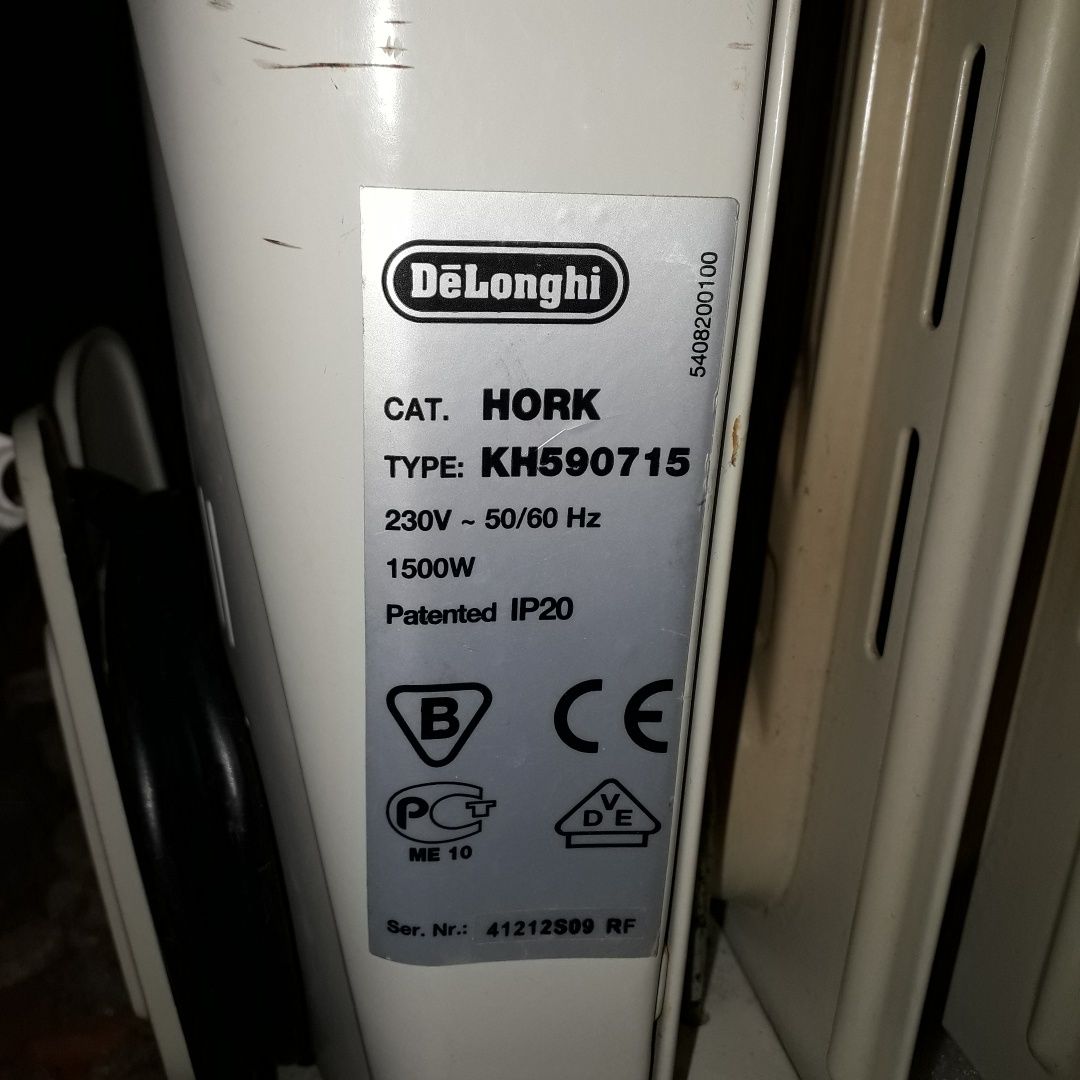 DēLonghi
5408200100
CAT. HORK
TYPE: KH590715
230V ~ 50/60 Hz
1500W
Patented IP20
B
CE
PCT
ME 10
VDE
Ser. Nr.: 41212S09 RF